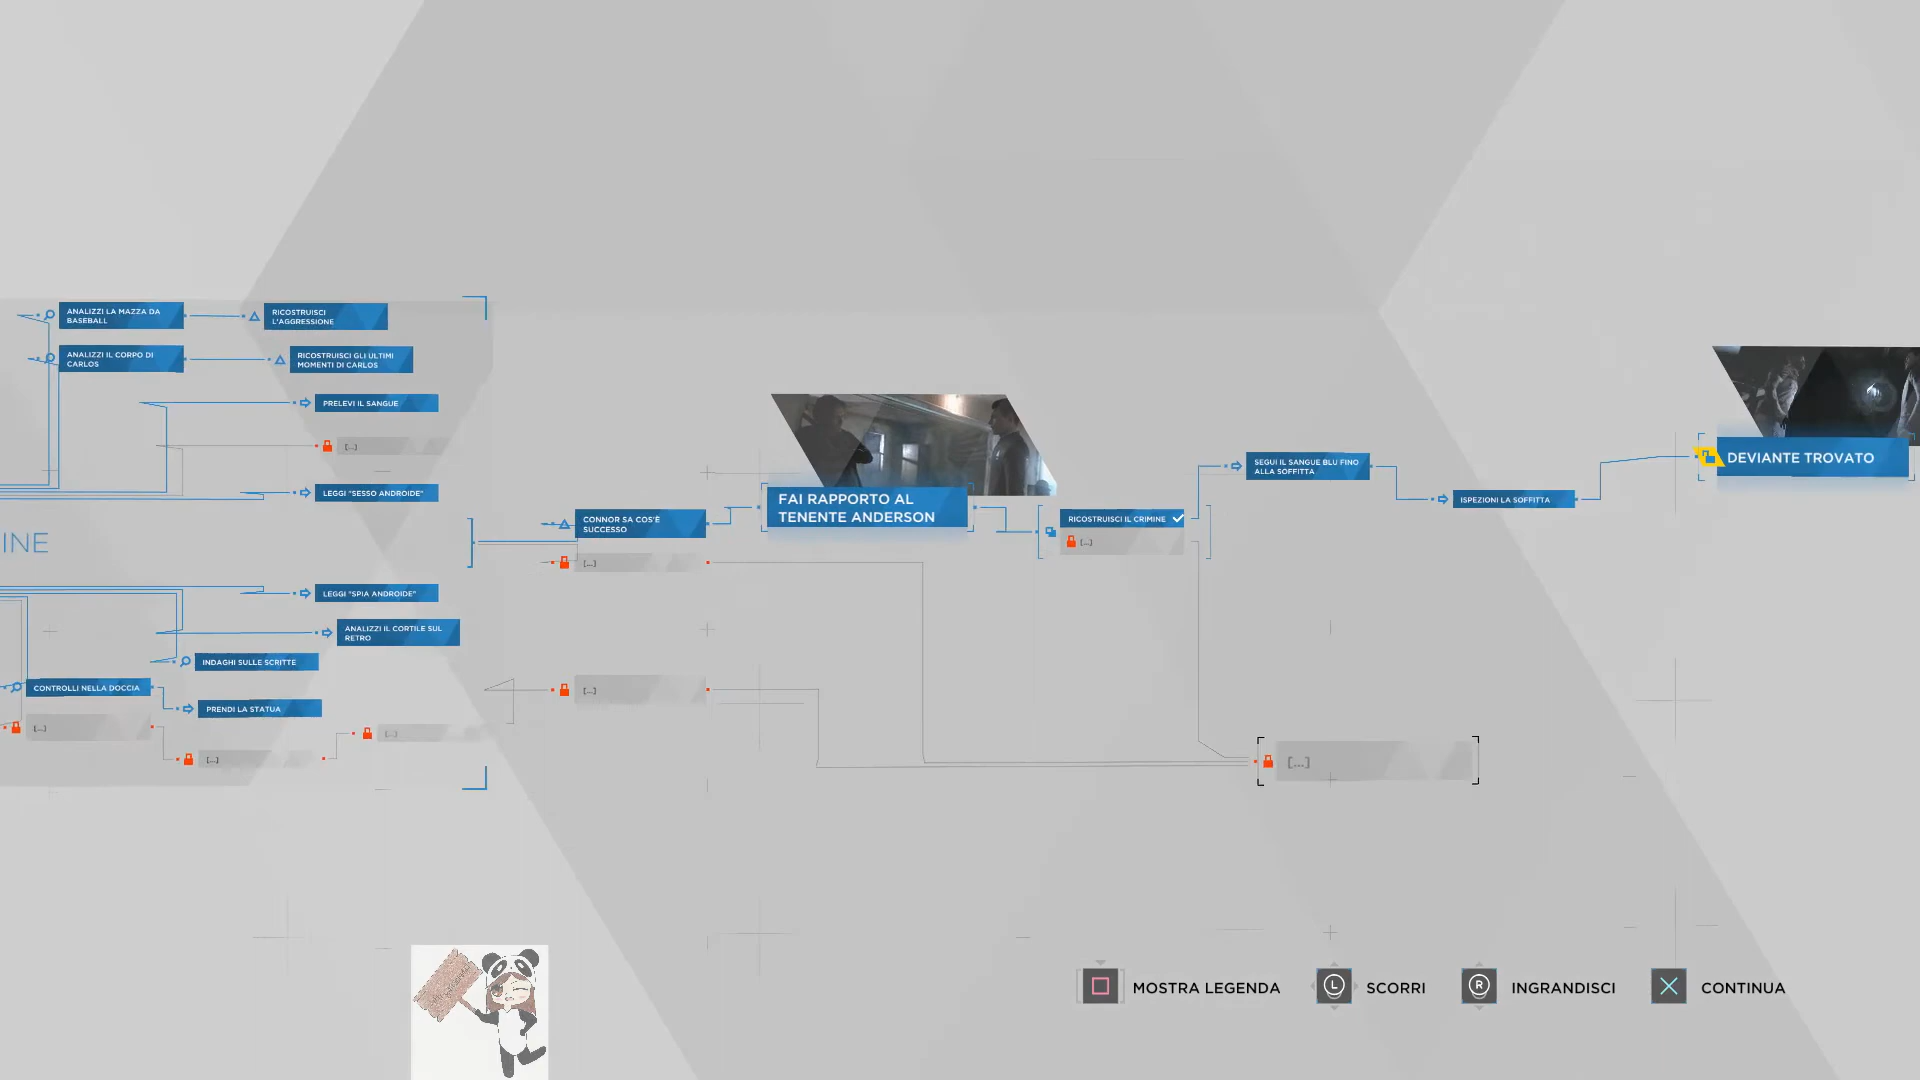 ANALIZZI LA MAZZA DA
BASEBALL
RICOSTRUISCI
L'AGGRESSIONE
ANALIZZI IL CORPO DI
CARLOS
RICOSTRUISCI GLI ULTIMI
MOMENTI DI CARLOS
PRELEVI IL SANGUE
[...]
LEGGI "SESSO ANDROIDE"
INE
LEGGI "SPIA ANDROIDE"
ANALIZZI IL CORTILE SUL
RETRO
INDAGHI SULLE SCRITTE
CONTROLLI NELLA DOCCIA
PRENDI LA STATUA
[...]
[...]
[...]
CONNOR SA COS'È
SUCCESSO
[...]
[...]
FAI RAPPORTO AL
TENENTE ANDERSON
RICOSTRUISCI IL CRIMINE
[...]
SEGUI IL SANGUE BLU FINO
ALLA SOFFITTA
ISPEZIONI LA SOFFITTA
DEVIANTE TROVATO
[...]
MOSTRA LEGENDA
L
SCORRI
R
INGRANDISCI
CONTINUA